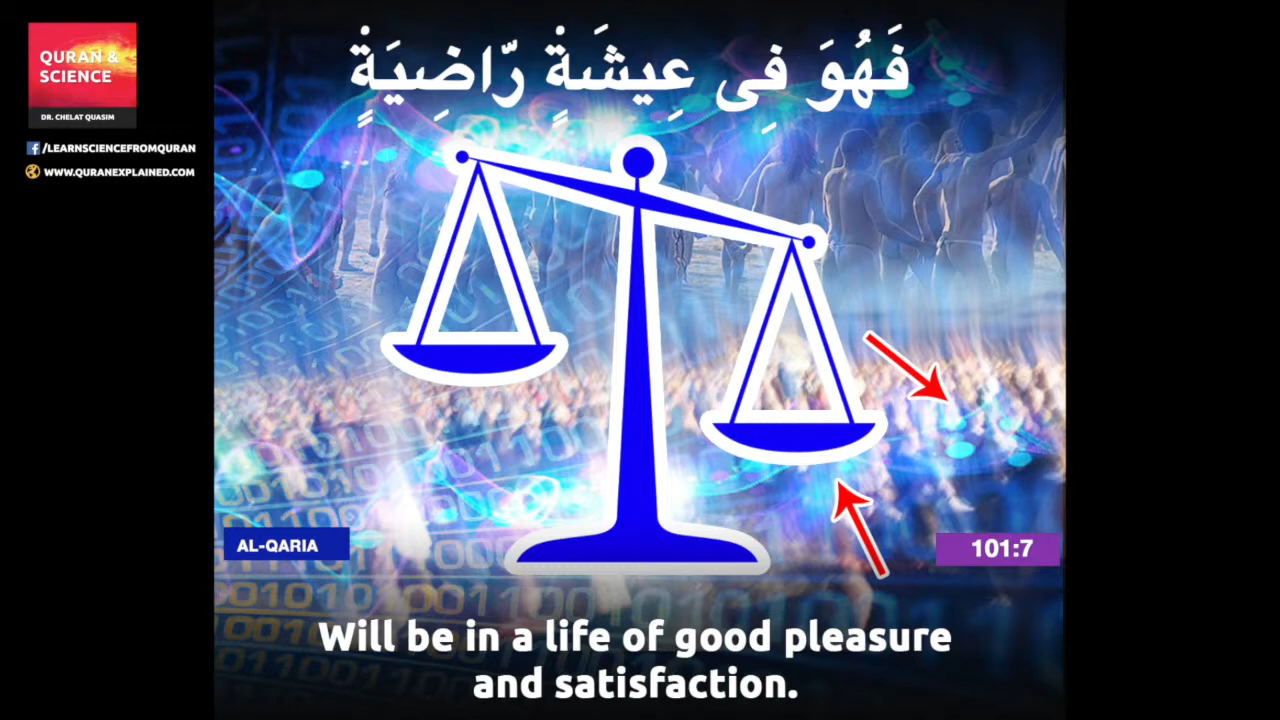 QURAN &
SCIENCE
DR. CHELAT QUASIM
/LEARNSCIENCEFROMQURAN
WWW.QURANEXPLAINED.COM
فَهُوَ فِى عِيشَةٍ رَّاضِيَةٍ
AL-QARIA
101:7
Will be in a life of good pleasure
and satisfaction.